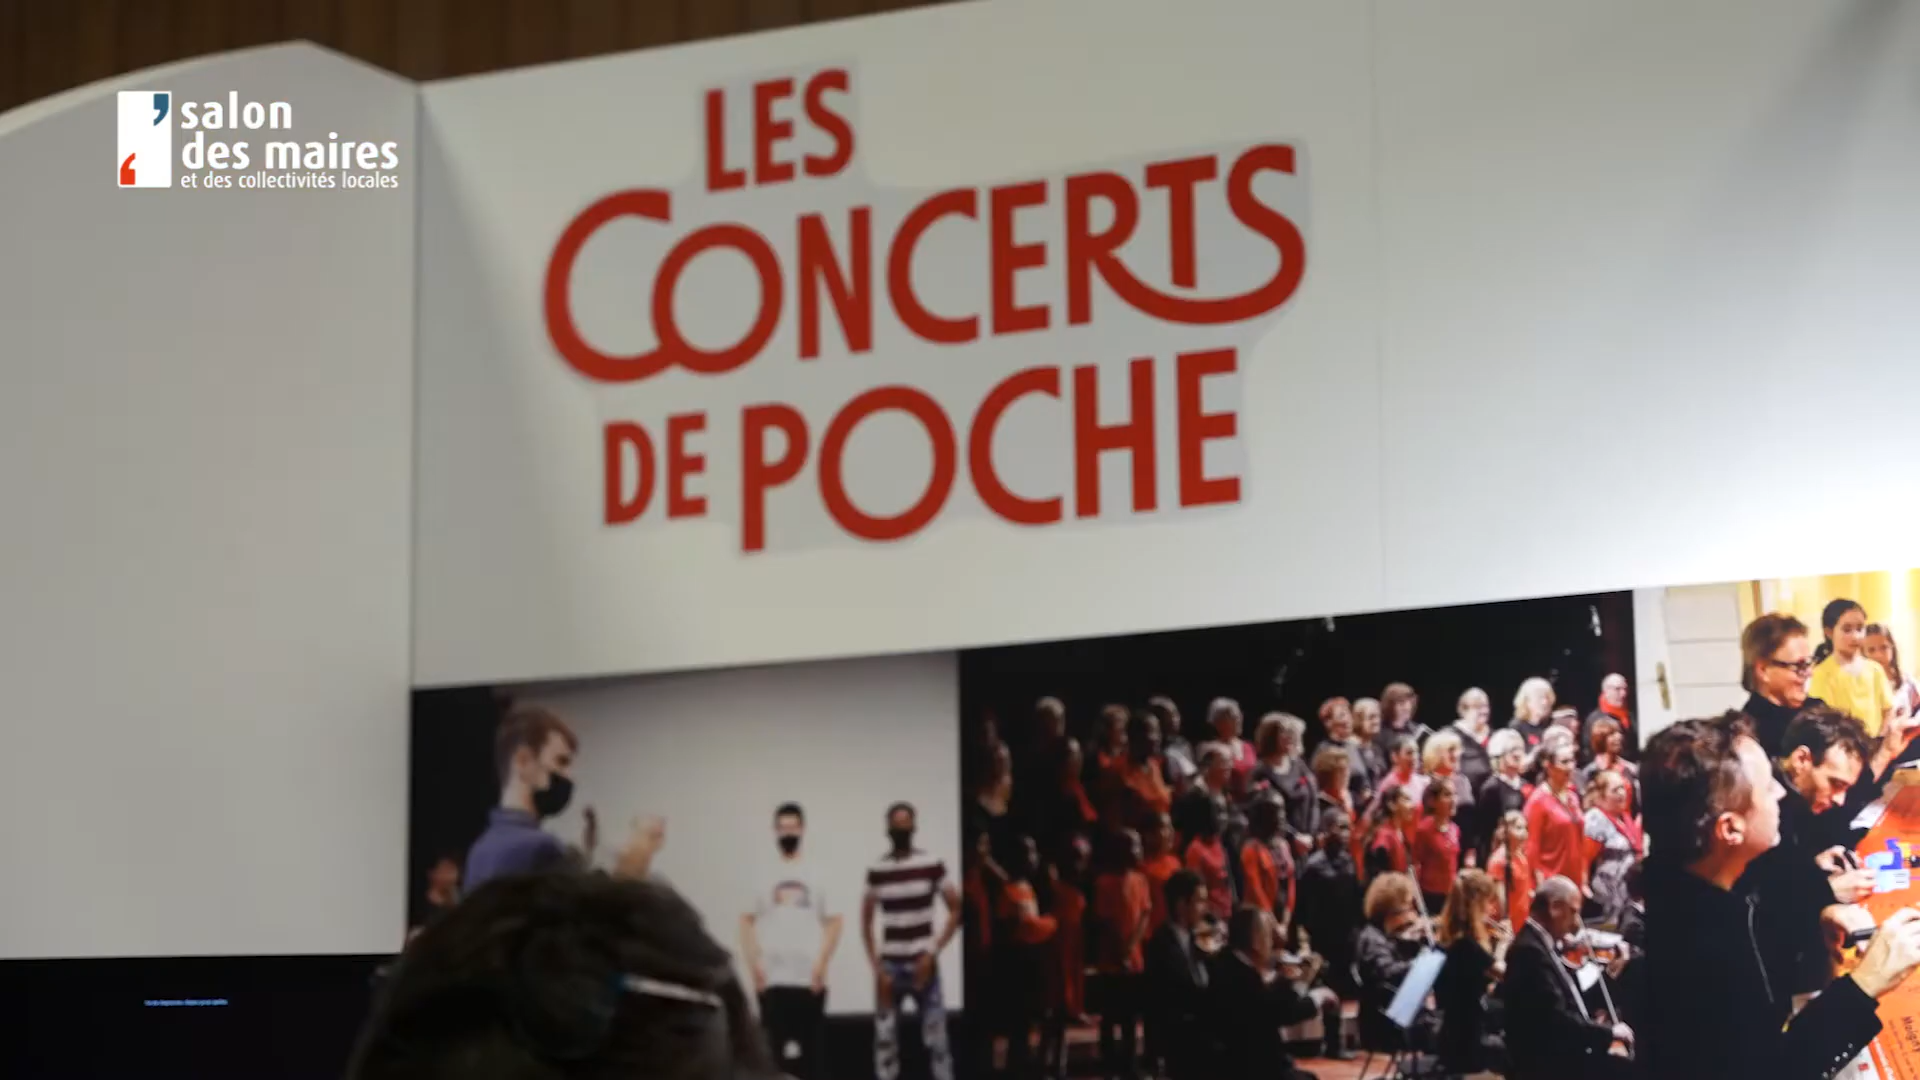 salon
des maires
et des collectivités locales
LES
CONCERTS
DE POCHE